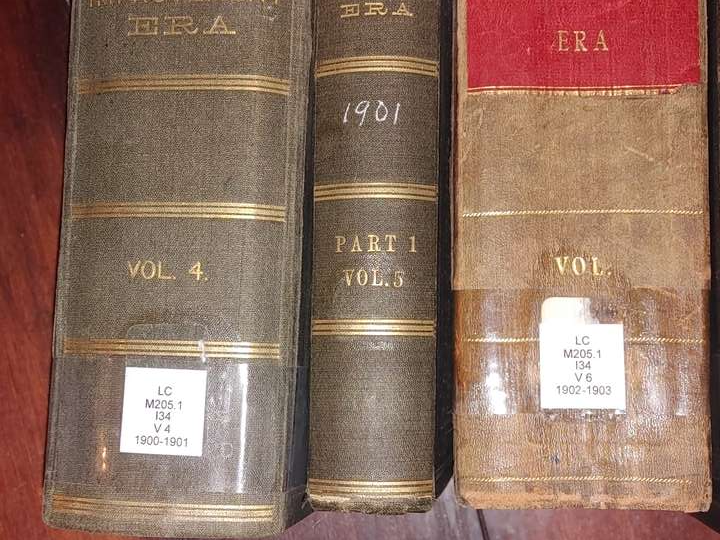 ERA
VOL. 4.
LC
M205.1
I34
V 4
1900-1901
ERA
1901
PART 1
VOL.5
ERA
VOL.
LC
M205.1
I34
V 6
1902-1903